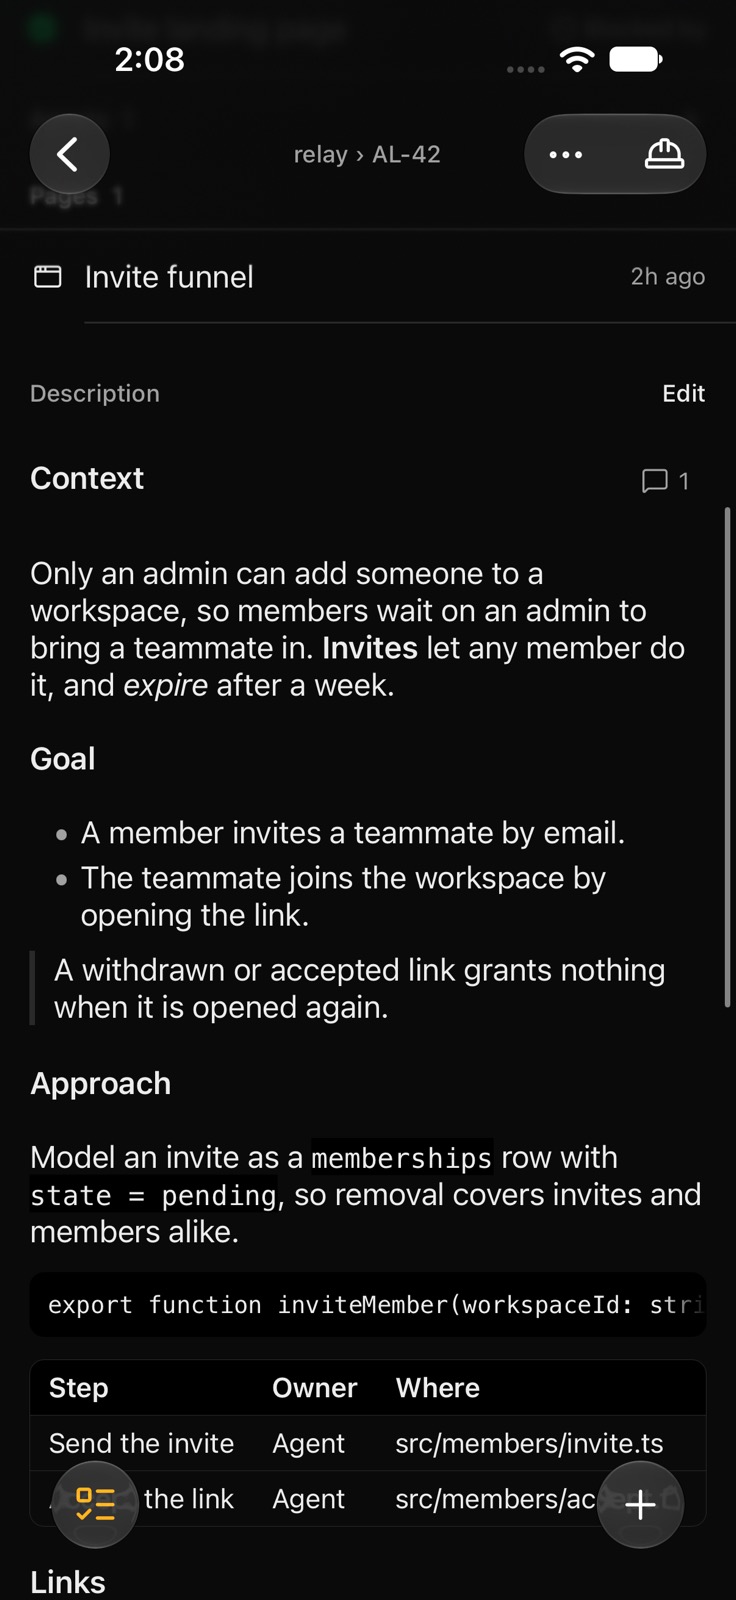 Invite landing page
2:08
relay › AL-42
Pages 1
Invite funnel
2h ago
Description
Edit
Context
1
Only an admin can add someone to a
workspace, so members wait on an admin to
bring a teammate in. Invites let any member do
it, and expire after a week.
Goal
• A member invites a teammate by email.
• The teammate joins the workspace by
opening the link.
A withdrawn or accepted link grants nothing
when it is opened again.
Approach
Model an invite as a memberships row with
state = pending, so removal covers invites and
members alike.
export function inviteMember(workspaceId: stri
Step Owner Where
Send the invite Agent src/members/invite.ts
the link Agent src/members/ac
Links